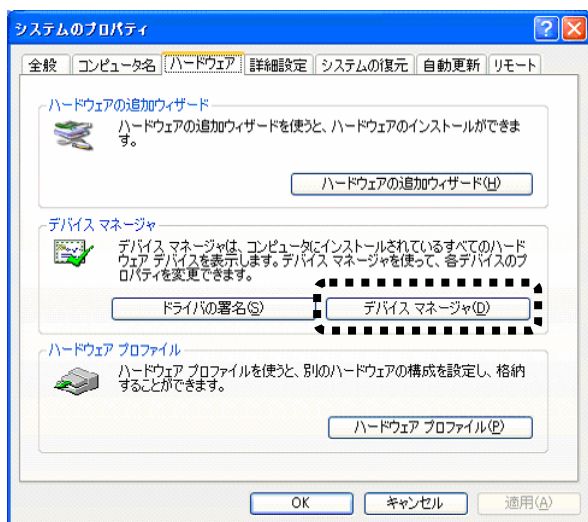 システムのプロパティ
全般 コンピュータ名 ハードウェア 詳細設定 システムの復元 自動更新 リモート
ハードウェアの追加ウィザード
ハードウェアの追加ウィザードを使うと、ハードウェアのインストールができま
す。
ハードウェアの追加ウィザード(H)
デバイス マネージャ
デバイス マネージャは、コンピュータにインストールされているすべてのハード
ウェア デバイスを表示します。デバイス マネージャを使って、各デバイスのプ
ロパティを変更できます。
ドライバの署名(S) デバイス マネージャ(D)
ハードウェア プロファイル
ハードウェア プロファイルを使うと、別のハードウェアの構成を設定し、格納
することができます。
ハードウェア プロファイル(P)
OK キャンセル 適用(A)